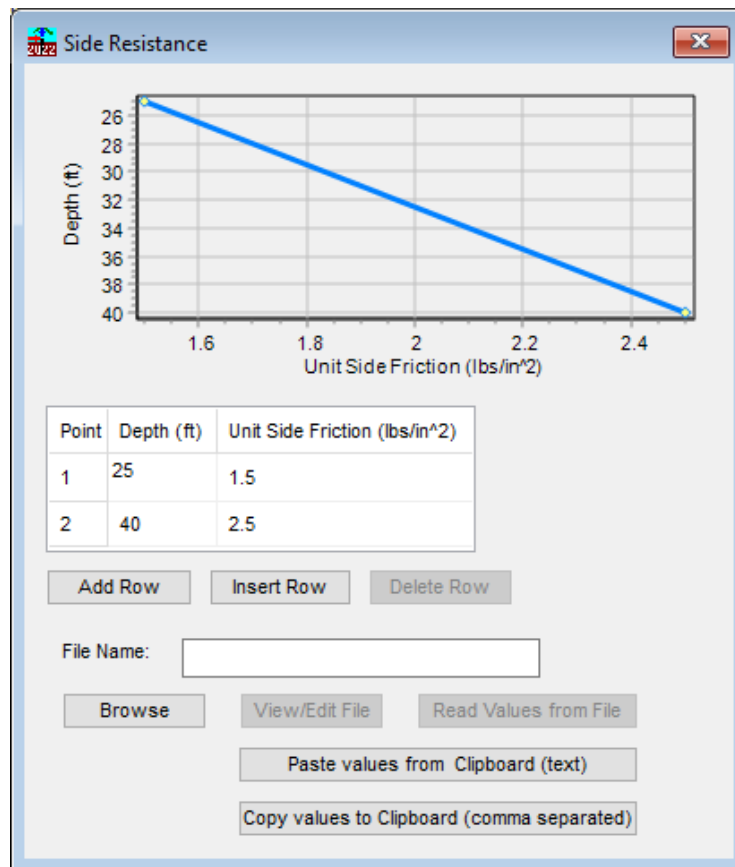 2022 Side Resistance
26
28
30
32
34
36
38
40
Depth (ft)
1.6 1.8 2 2.2 2.4
Unit Side Friction (lbs/in^2)
Point Depth (ft) Unit Side Friction (lbs/in^2)
1 25 1.5
2 40 2.5
Add Row Insert Row Delete Row
File Name:
Browse View/Edit File Read Values from File
Paste values from Clipboard (text)
Copy values to Clipboard (comma separated)